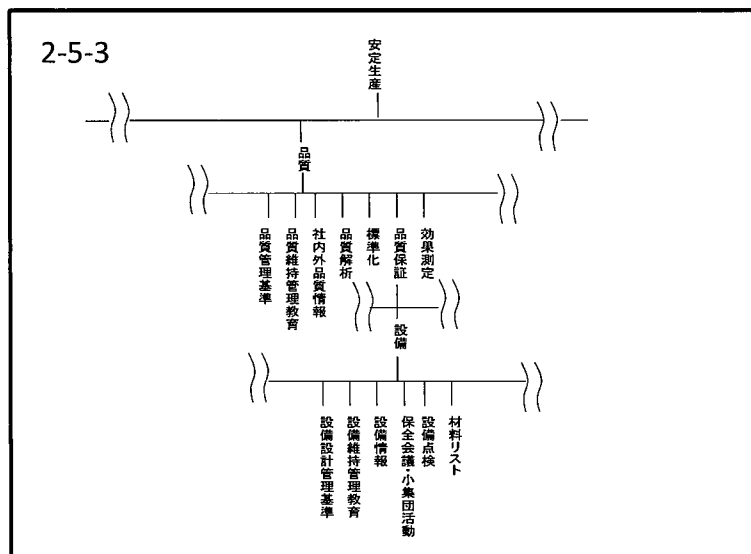 2-5-3
安定生産
品質
品質管理基準
品質維持管理教育
社内外品質情報
品質解析
標準化
品質保証
効果測定
設備
設備設計管理基準
設備維持管理教育
設備情報
保全会議・小集団活動
設備点検
材料リスト